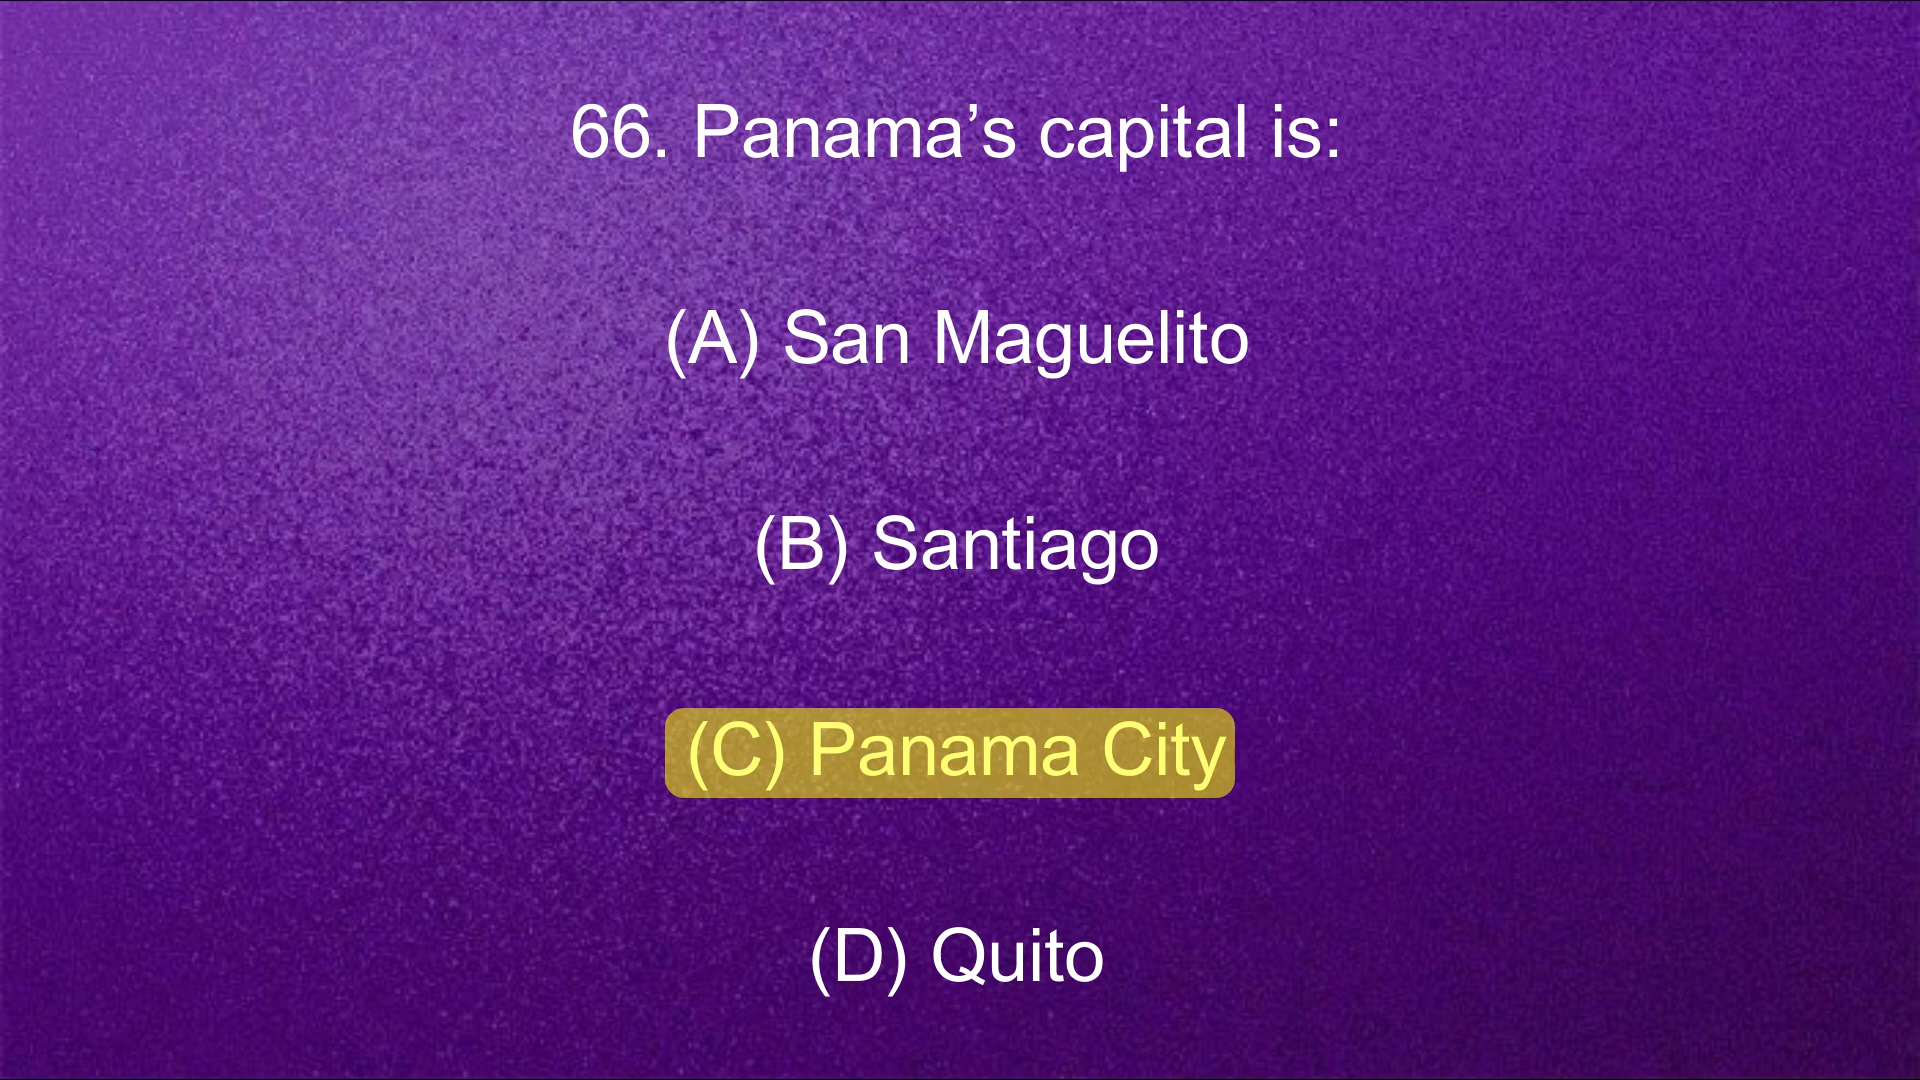 66. Panama’s capital is:
(A) San Maguelito
(B) Santiago
(C) Panama City
(D) Quito